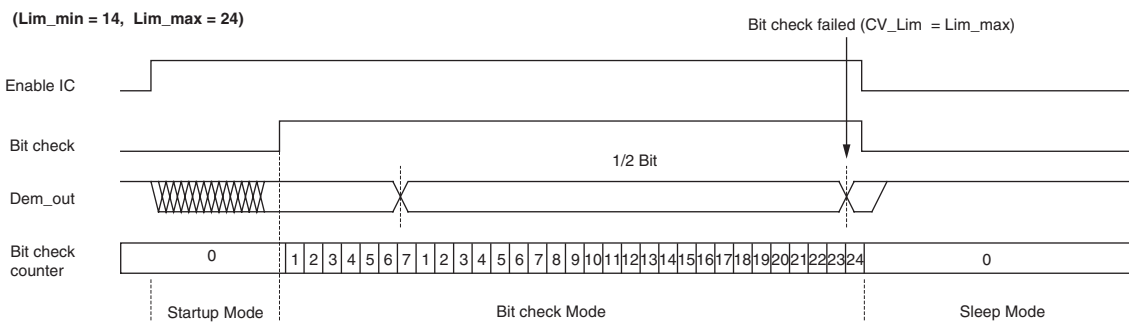 (Lim_min = 14, Lim_max = 24)
Bit check failed (CV_Lim = Lim_max)
Enable IC
Bit check
1/2 Bit
Dem_out
Bit check
counter
0 1 2 3 4 5 6 7 1 2 3 4 5 6 7 8 9 10 11 12 13 14 15 16 17 18 19 20 21 22 23 24 0
Startup Mode Bit check Mode Sleep Mode